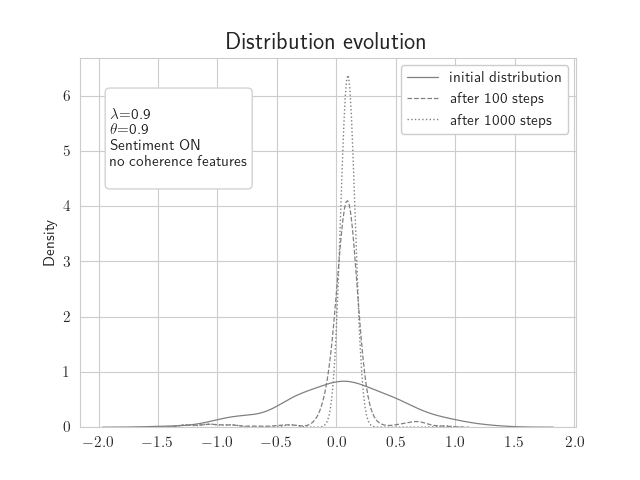 Distribution evolution
initial distribution
after 100 steps
after 1000 steps
λ=0.9
θ=0.9
Sentiment ON
no coherence features
Density
6
5
4
3
2
1
0
−2.0 −1.5 −1.0 −0.5 0.0 0.5 1.0 1.5 2.0